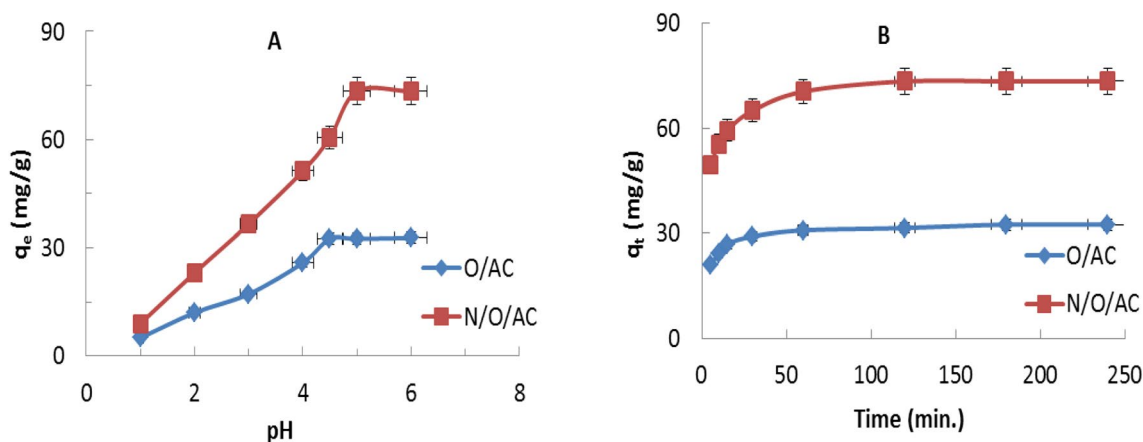 A
90
60
30
0
qₑ (mg/g)
0 2 4 6 8
pH
O/AC
N/O/AC
B
90
60
30
0
qₜ (mg/g)
0 50 100 150 200 250
Time (min.)
O/AC
N/O/AC